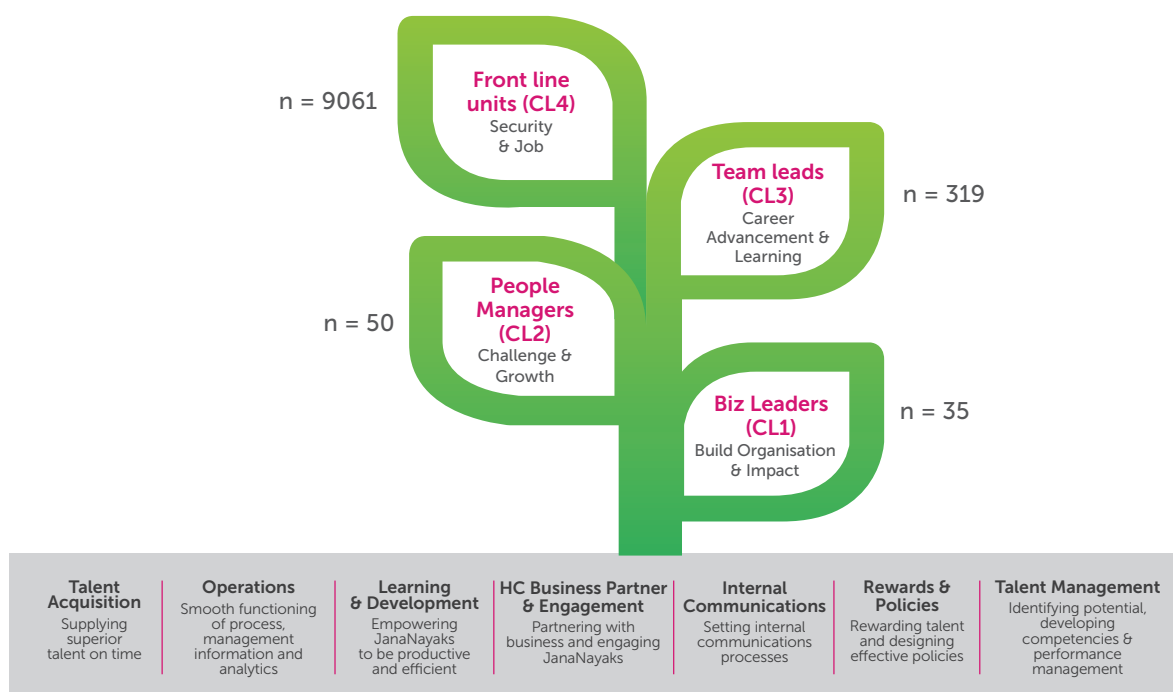 n = 9061
Front line
units (CL4)
Security
& Job
Team leads
(CL3)
Career
Advancement &
Learning
n = 319
n = 50
People
Managers
(CL2)
Challenge &
Growth
Biz Leaders
(CL1)
Build Organisation
& Impact
n = 35
Talent
Acquisition
Supplying
superior
talent on time
Operations
Smooth functioning
of process,
management
information and
analytics
Learning
& Development
Empowering
JanaNayaks
to be productive
and efficient
HC Business Partner
& Engagement
Partnering with
business and engaging
JanaNayaks
Internal
Communications
Setting internal
communications
processes
Rewards &
Policies
Rewarding talent
and designing
effective policies
Talent Management
Identifying potential,
developing
competencies &
performance
management